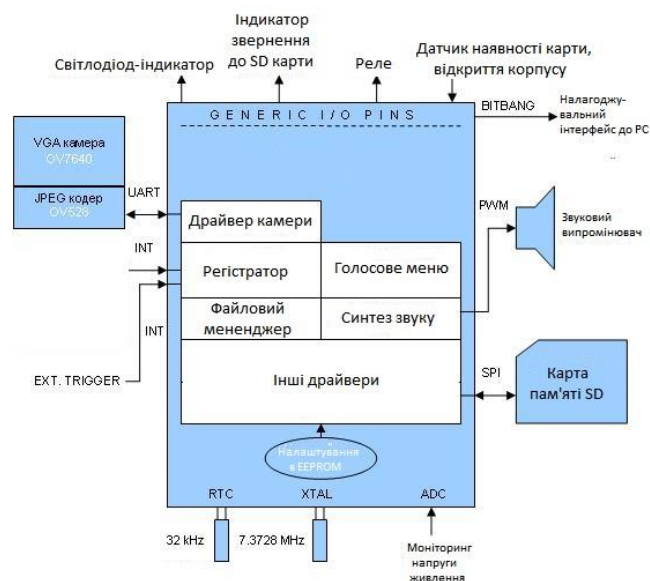 Індикатор
звернення
до SD карти
Світлодіод-індикатор
Реле
Датчик наявності карти,
відкриття корпусу
GENERIC I/O PINS
BITBANG
Налагоджу-
вальний
інтерфейс до PC
..
VGA камера
OV7640
JPEG кодер
OV528
UART
Драйвер камери
PWM
Звуковий
випромінювач
INT
Регістратор
Голосове меню
Файловий
мененджер
Синтез звуку
INT
EXT. TRIGGER
Інші драйвери
SPI
Карта
пам'яті SD
Налаштування
в EEPROM
RTC
XTAL
ADC
32 kHz
7.3728 MHz
Моніторинг
напруги
живлення